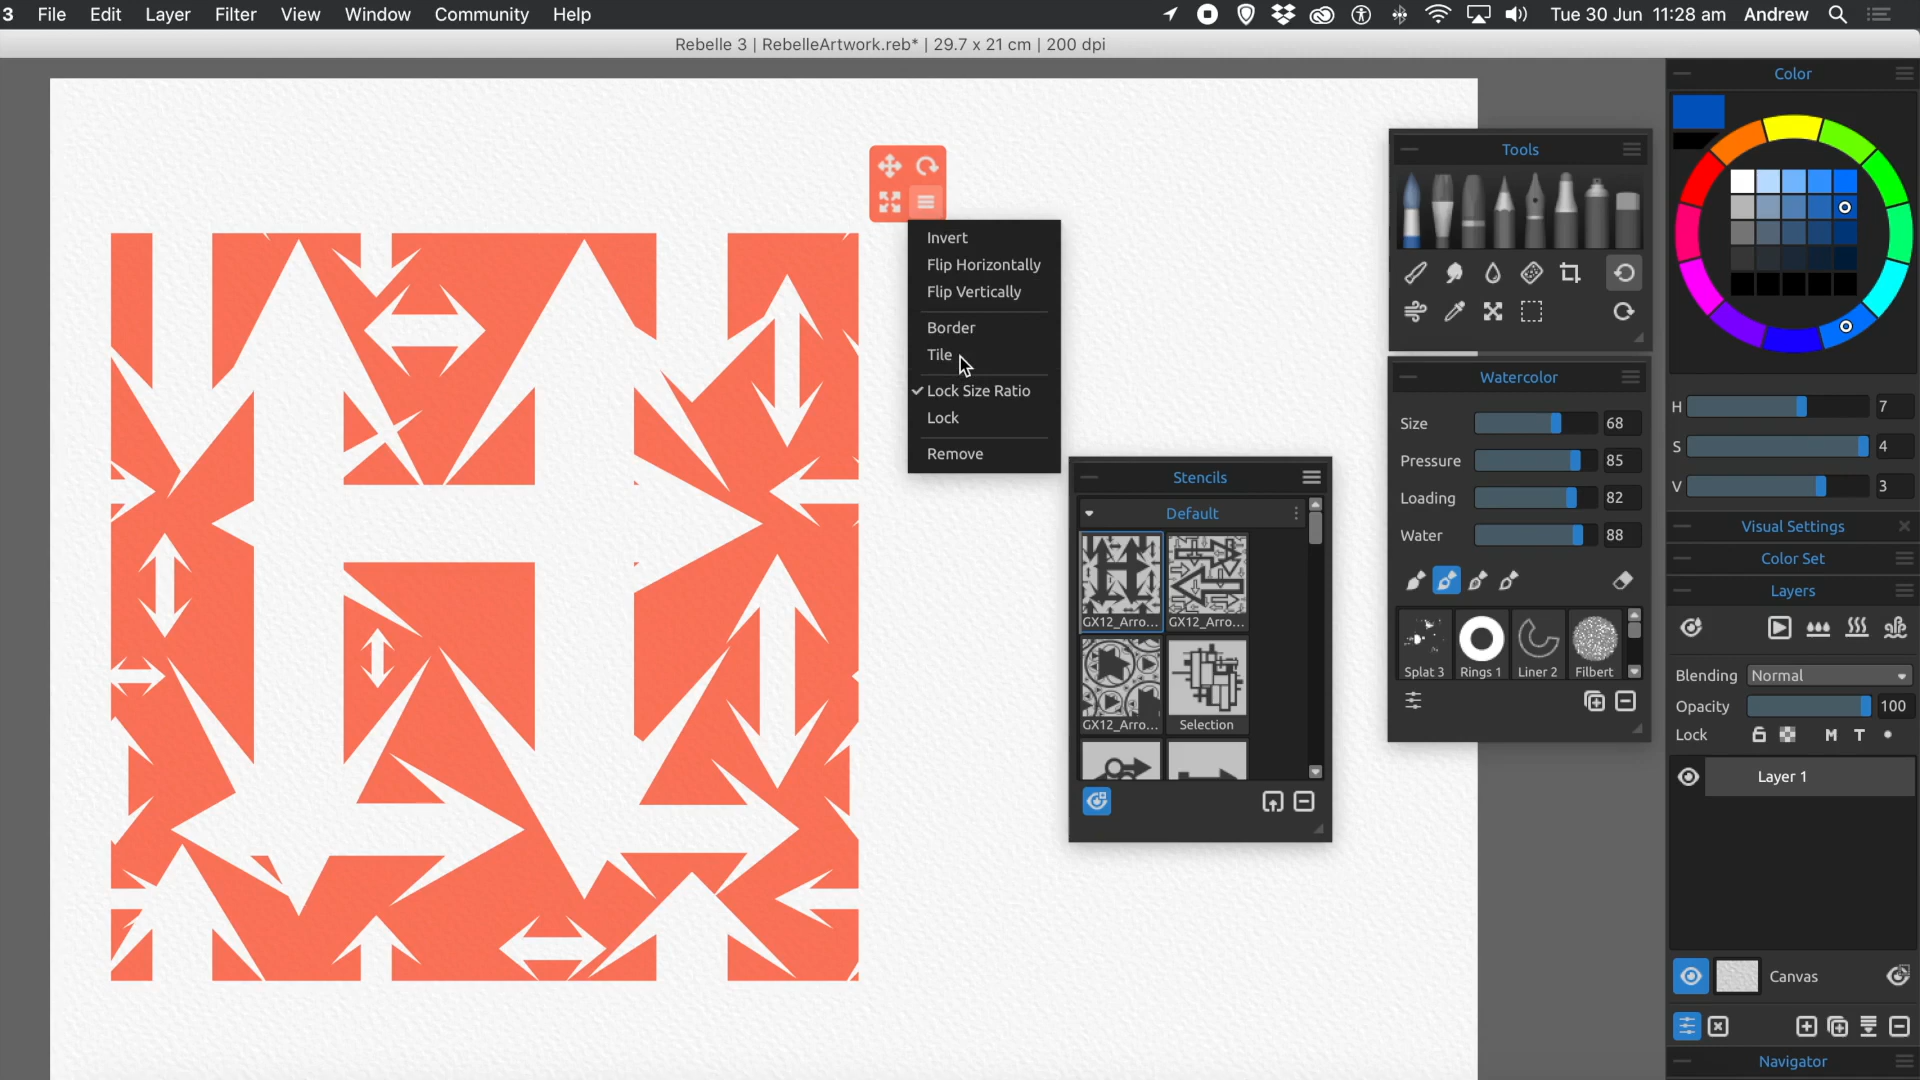 3 File Edit Layer Filter View Window Community Help
Tue 30 Jun 11:28 am Andrew
Rebelle 3 | RebelleArtwork.reb* | 29.7 x 21 cm | 200 dpi
Invert
Flip Horizontally
Flip Vertically
Border
Tile
Lock Size Ratio
Lock
Remove
Stencils
Default
GX12_Arro... GX12_Arro...
GX12_Arro... Selection
Tools
Watercolor
Size 68
Pressure 85
Loading 82
Water 88
Splat 3 Rings 1 Liner 2 Filbert
Color
H 7
S 4
V 3
Visual Settings
Color Set
Layers
Blending Normal
Opacity 100
Lock M T
Layer 1
Canvas
Navigator